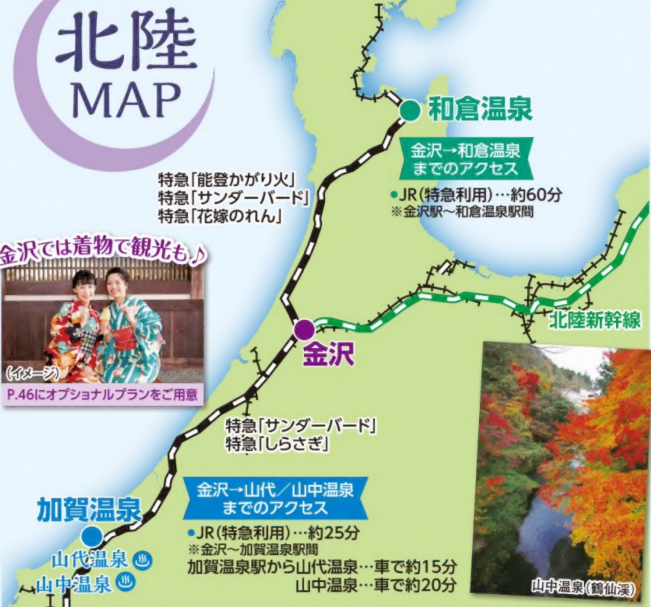 北陸
MAP
和倉温泉
金沢→和倉温泉
までのアクセス
●JR(特急利用)…約60分
※金沢駅〜和倉温泉駅間
特急「能登かがり火」
特急「サンダーバード」
特急「花嫁のれん」
金沢では着物で観光も♪
(イメージ)
P.46にオプショナルプランをご用意
北陸新幹線
金沢
特急「サンダーバード」
特急「しらさぎ」
金沢→山代／山中温泉
までのアクセス
●JR(特急利用)…約25分
※金沢〜加賀温泉駅間
加賀温泉駅から山代温泉…車で約15分
山中温泉…車で約20分
加賀温泉
山代温泉♨
山中温泉♨
山中温泉(鶴仙渓)